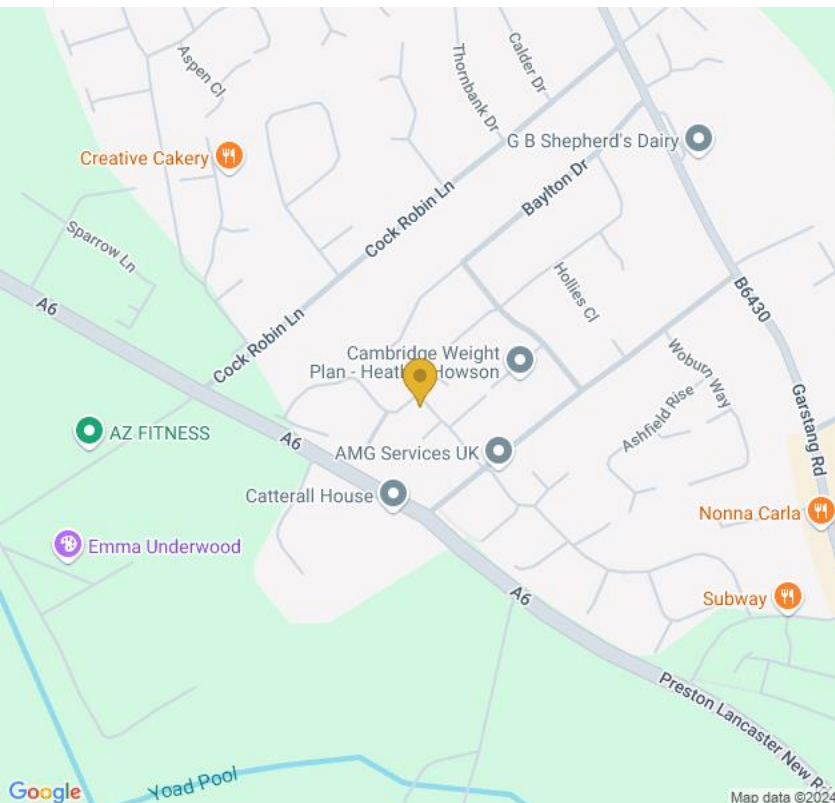 Aspen Cl
Thornbank Dr
Calder Dr
G B Shepherd's Dairy
Creative Cakery
Baylton Dr
Cock Robin Ln
Sparrow Ln
Hollies Cl
B6430
A6
Cock Robin Ln
Cambridge Weight
Plan - Heath Howson
Woburn Way
Garstang Rd
Ashfield Rise
AZ FITNESS
A6
AMG Services UK
Catterall House
Nonna Carla
Emma Underwood
A6
Subway
Preston Lancaster New R
Yoad Pool
Google
Map data ©2024